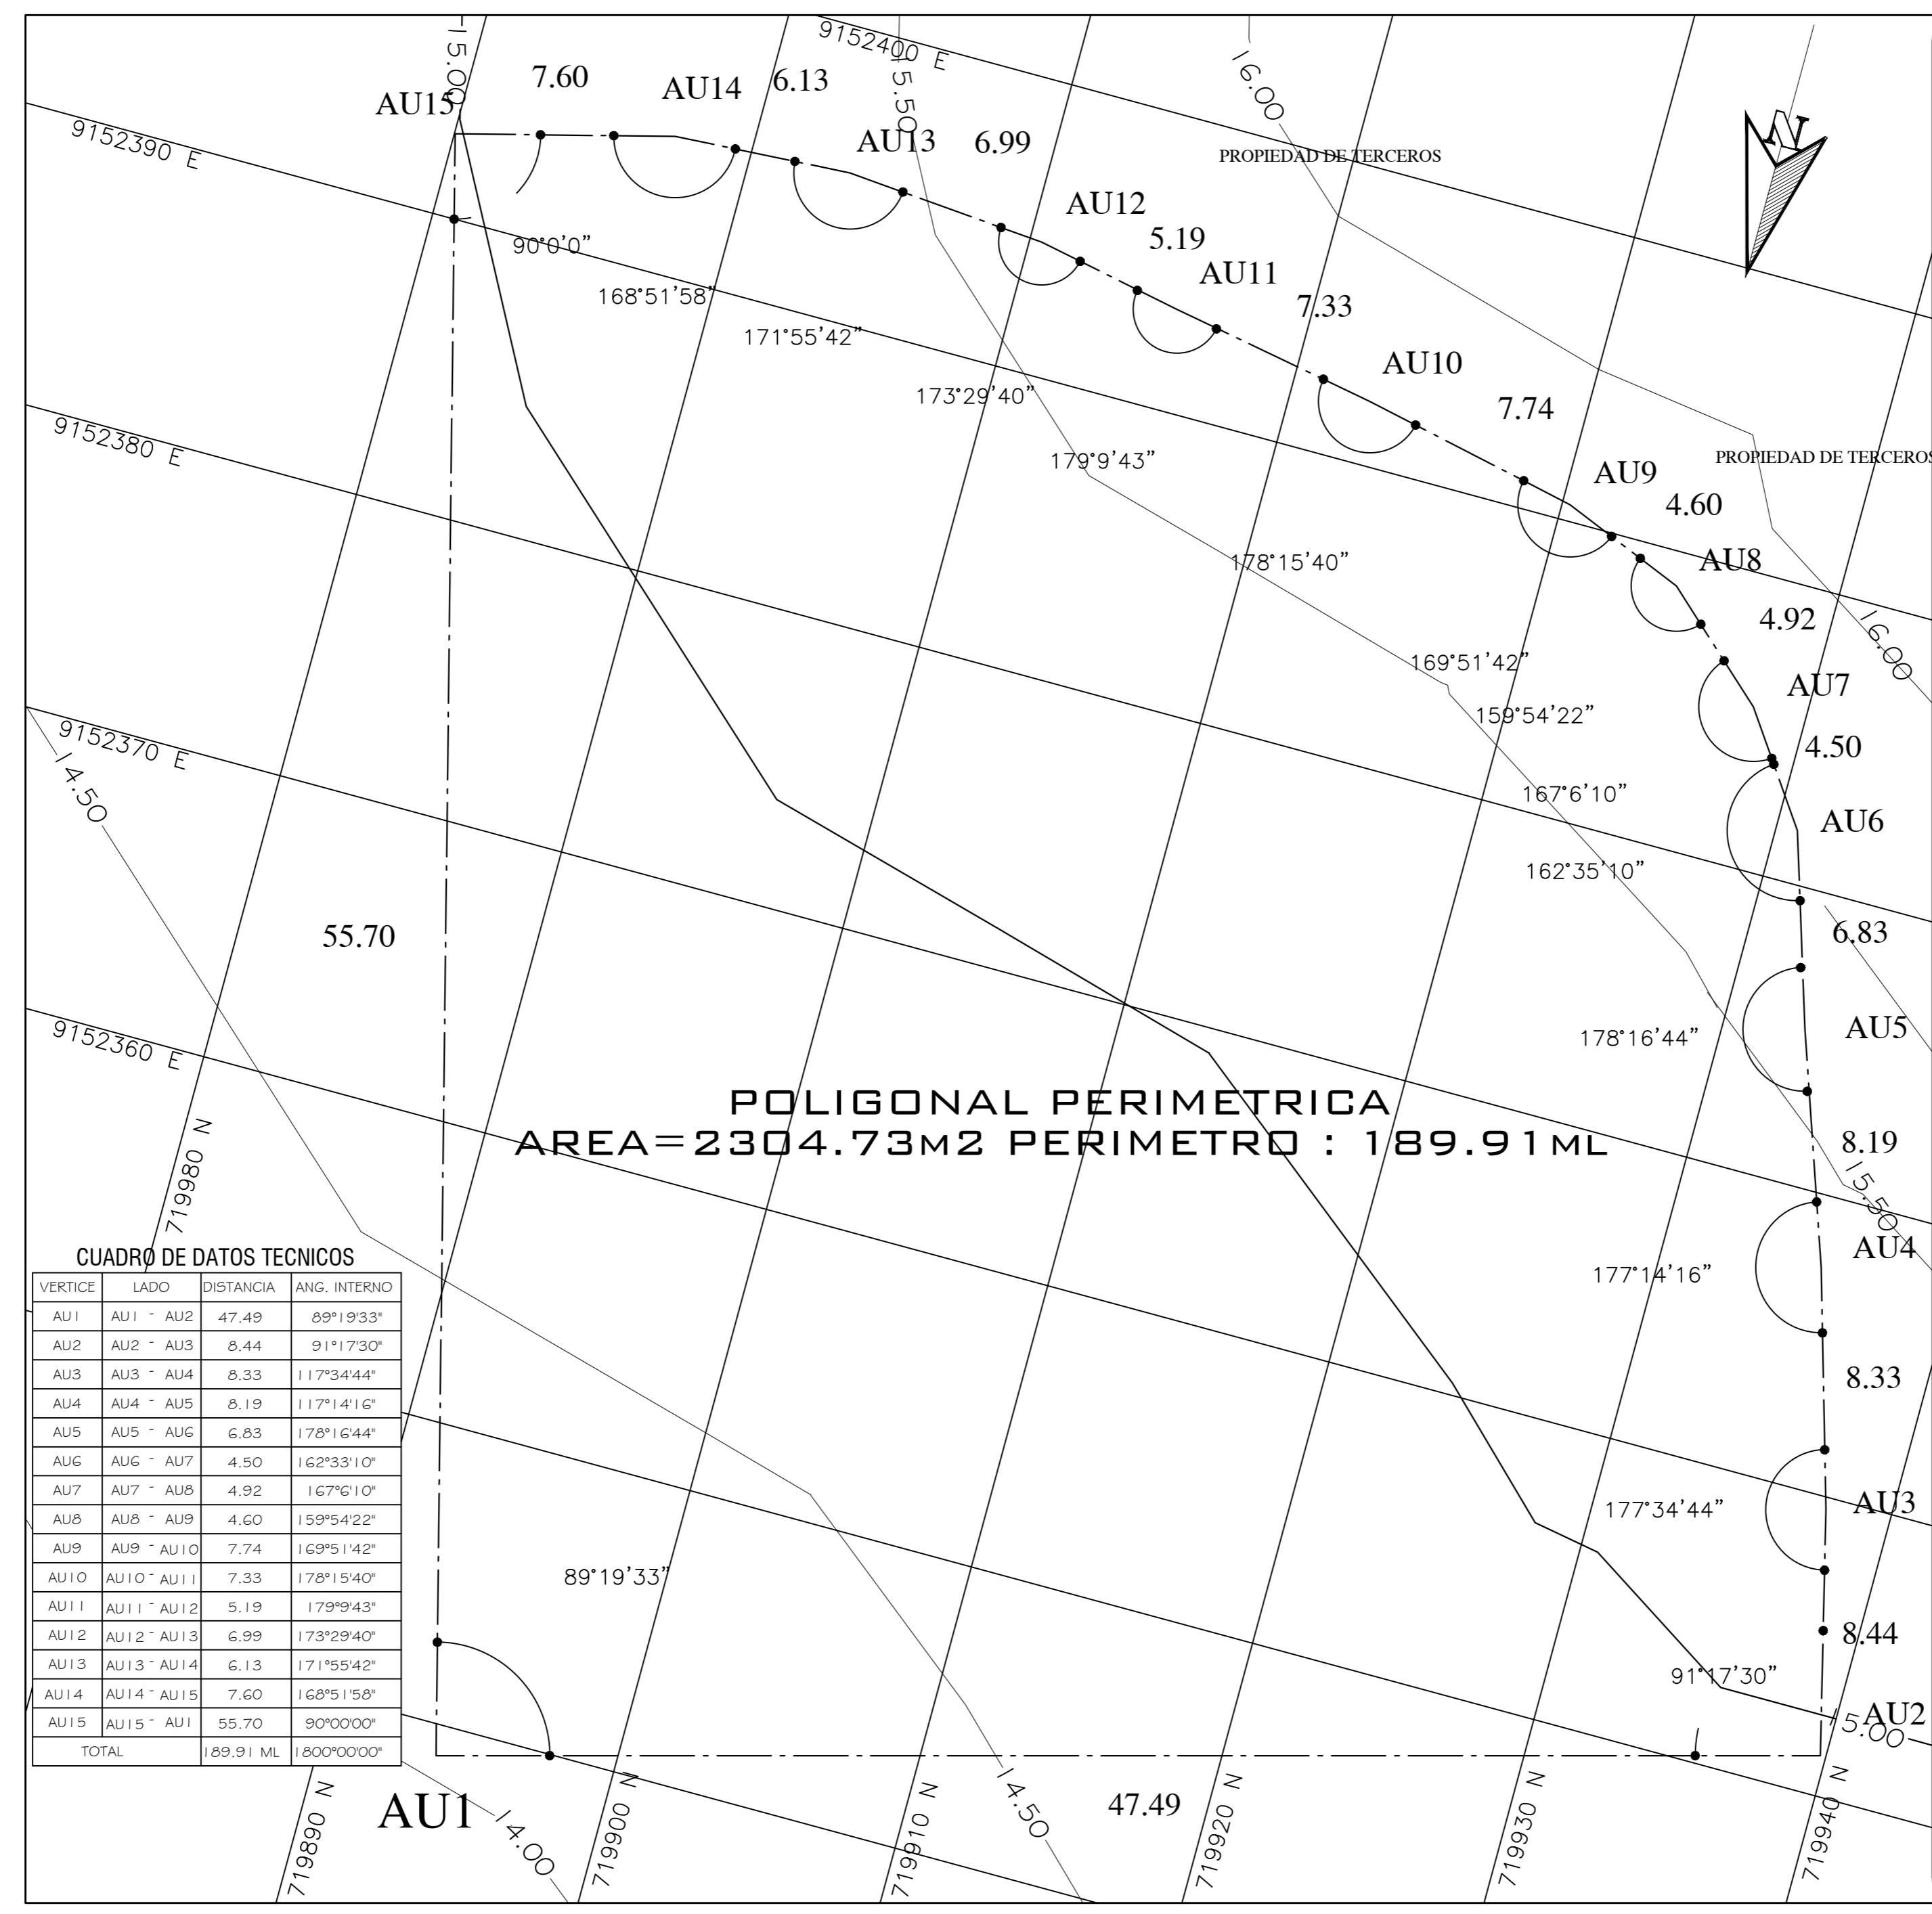 9152400 E
15.00
15.50
16.00
7.60
AU14
6.13
AU15
N
9152390 E
AU13
6.99
PROPIEDAD DE TERCEROS
AU12
5.19
90°0'0"
AU11
168°51'58"
7.33
171°55'42"
AU10
173°29'40"
7.74
9152380 E
179°9'43"
PROPIEDAD DE TERCEROS
AU9
4.60
178°15'40"
AU8
4.92
16.00
169°51'42"
AU7
159°54'22"
9152370 E
4.50
14.50
167°6'10"
AU6
162°35'10"
55.70
6.83
AU5
9152360 E
178°16'44"
POLIGONAL PERIMETRICA
AREA=2304.73M2 PERIMETRO : 189.91ML
8.19
719980 N
15.50
AU4
177°14'16"
8.33
AU3
177°34'44"
89°19'33"
8.44
91°17'30"
AU2
15.00
CUADRO DE DATOS TECNICOS
VERTICE LADO DISTANCIA ANG. INTERNO
AU1 AU1 - AU2 47.49 89°19'33"
AU2 AU2 - AU3 8.44 91°17'30"
AU3 AU3 - AU4 8.33 117°34'44"
AU4 AU4 - AU5 8.19 117°14'16"
AU5 AU5 - AU6 6.83 178°16'44"
AU6 AU6 - AU7 4.50 162°33'10"
AU7 AU7 - AU8 4.92 167°6'10"
AU8 AU8 - AU9 4.60 159°54'22"
AU9 AU9 - AU10 7.74 169°51'42"
AU10 AU10 - AU11 7.33 178°15'40"
AU11 AU11 - AU12 5.19 179°9'43"
AU12 AU12 - AU13 6.99 173°29'40"
AU13 AU13 - AU14 6.13 171°55'42"
AU14 AU14 - AU15 7.60 168°51'58"
AU15 AU15 - AU1 55.70 90°00'00"
TOTAL 189.91 ML 1800°00'00"
AU1
14.00
14.50
47.49
719890 N
719900 N
719910 N
719920 N
719930 N
719940 N